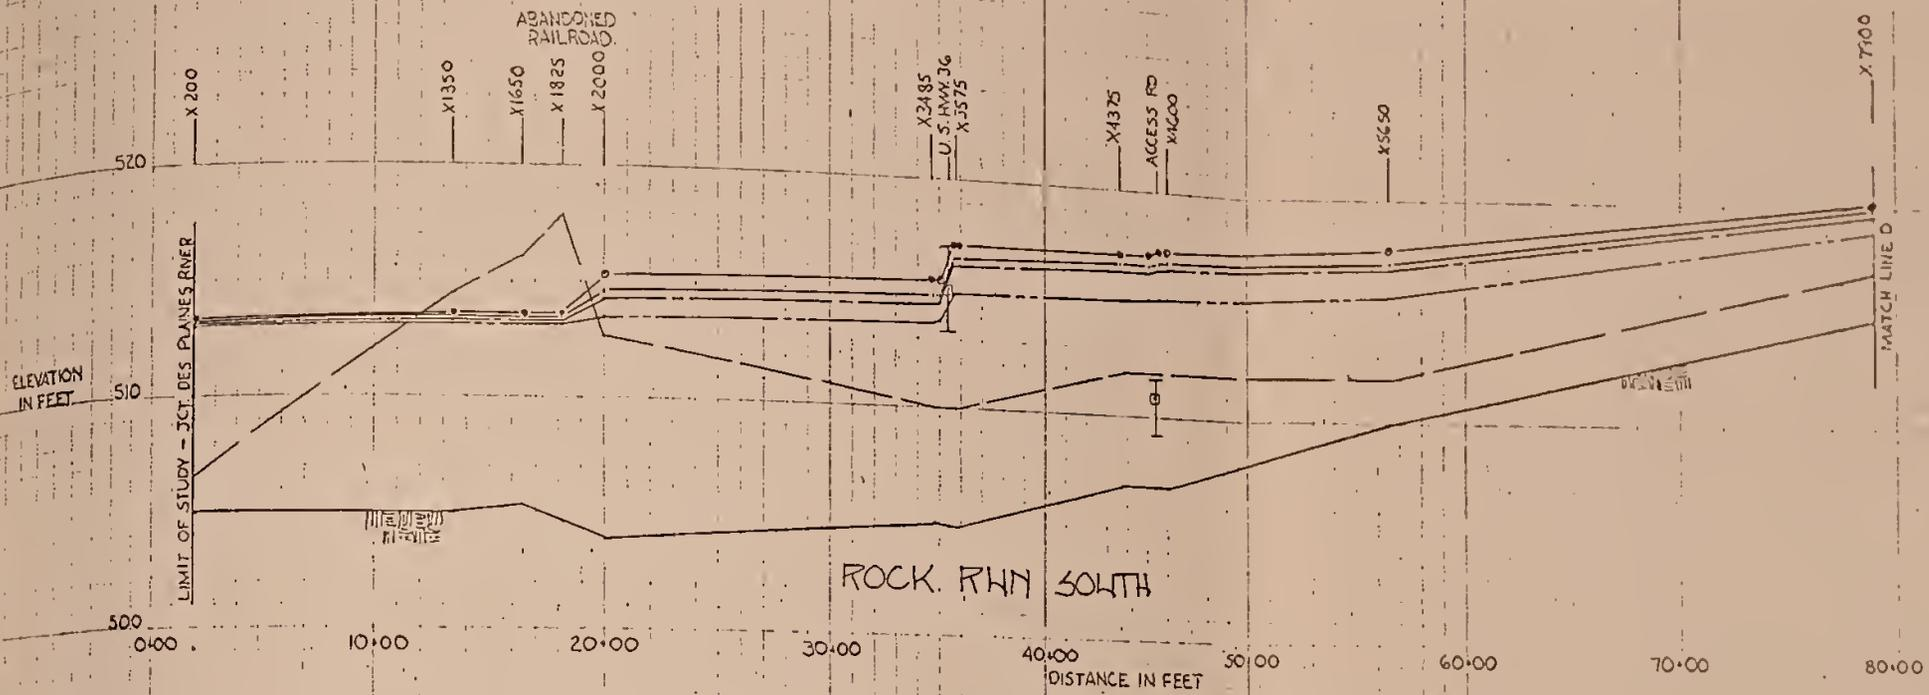 ABANDONED
RAILROAD.
X 200
X1350
X1650
X 1825
X 2000
X3485
U.S. HWY. 36
X3575
X4375
ACCESS RD
X4600
X5650
X 7900
520
LIMIT OF STUDY - JCT DES PLAINES RIVER
MATCH LINE D
ELEVATION
IN FEET
510
ROCK RUN SOUTH
500
0+00
10+00
20+00
30+00
40+00
50+00
60+00
70+00
80+00
DISTANCE IN FEET